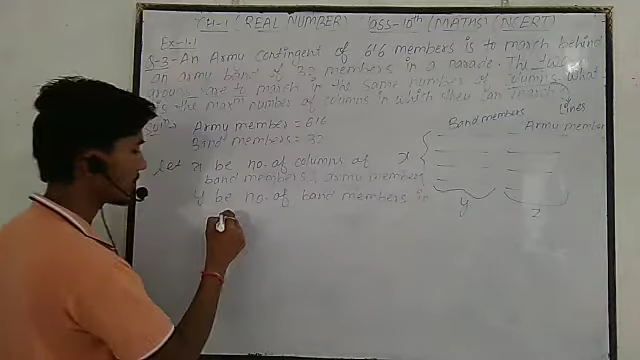 CH-1 : REAL NUMBER) CLASS-10th (MATHS) (NCERT)
Ex-1.1
Q-3-An Army contingent of 616 members is to march behind
an army band of 32 members in a parade. The two
groups are to march in the same number of columns. What
is the maxm number of columns in which they can march
Lines
Solm Army member = 616
Band members = 32
Let x be no. of columns of
band members, army members
y be no. of band members in
Band members Army member
x
y
z